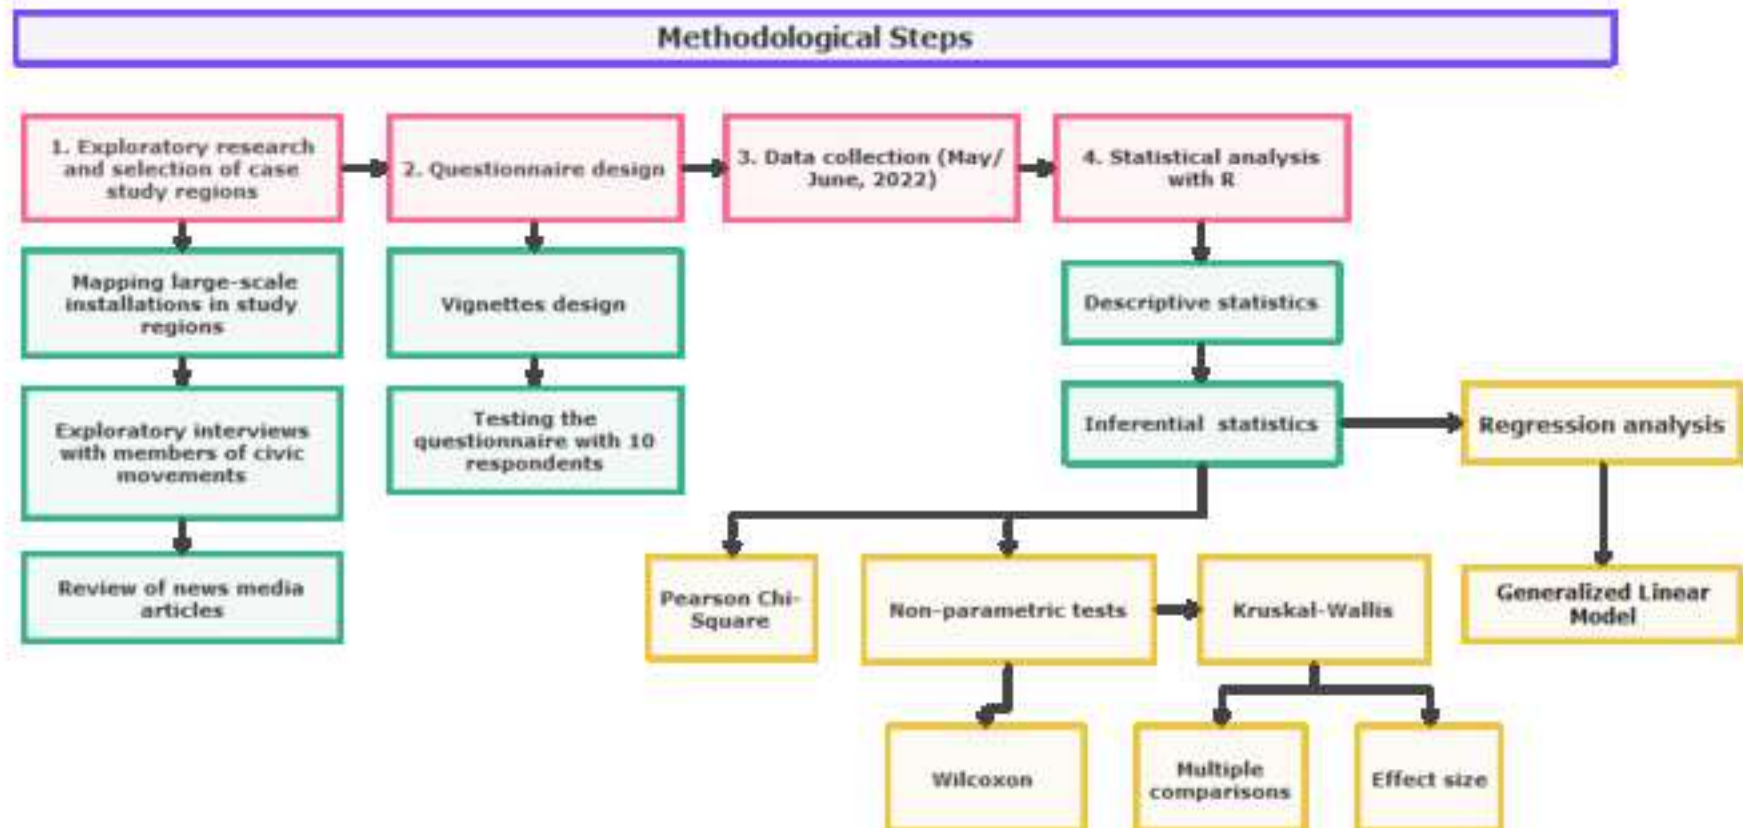 Methodological Steps
1. Exploratory research
and selection of case
study regions
2. Questionnaire design
3. Data collection (May/
June, 2022)
4. Statistical analysis
with R
Mapping large-scale
installations in study
regions
Vignettes design
Descriptive statistics
Exploratory interviews
with members of civic
movements
Testing the
questionnaire with 10
respondents
Inferential statistics
Regression analysis
Review of news media
articles
Pearson Chi-
Square
Non-parametric tests
Kruskal-Wallis
Generalized Linear
Model
Wilcoxon
Multiple
comparisons
Effect size